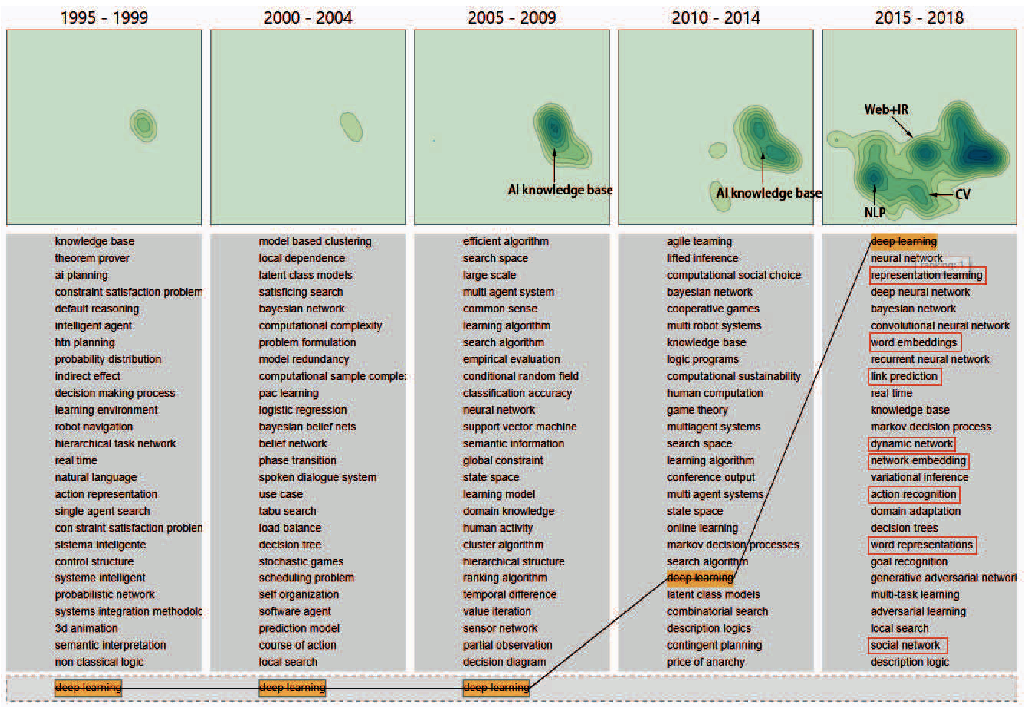 1995 - 1999
2000 - 2004
2005 - 2009
2010 - 2014
2015 - 2018
AI knowledge base
AI knowledge base
Web+IR
CV
NLP
knowledge base
theorem prover
ai planning
constraint satisfaction problem
default reasoning
intelligent agent
htn planning
probability distribution
indirect effect
decision making process
learning environment
robot navigation
hierarchical task network
real time
natural language
action representation
single agent search
con straint satisfaction problem
sistema inteligente
control structure
systeme intelligent
probabilistic network
systems integration methodolo
3d animation
semantic interpretation
non classical logic
deep learning
model based clustering
local dependence
latent class models
satisficing search
bayesian network
computational complexity
problem formulation
model redundancy
computational sample comple
pac learning
logistic regression
bayesian belief nets
belief network
phase transition
spoken dialogue system
use case
tabu search
load balance
decision tree
stochastic games
scheduling problem
self organization
software agent
prediction model
course of action
local search
deep learning
efficient algorithm
search space
large scale
multi agent system
common sense
learning algorithm
search algorithm
empirical evaluation
conditional random field
classification accuracy
neural network
support vector machine
semantic information
global constraint
state space
learning model
domain knowledge
human activity
cluster algorithm
hierarchical structure
ranking algorithm
temporal difference
value iteration
sensor network
partial observation
decision diagram
deep learning
agile teaming
lifted inference
computational social choice
bayesian network
cooperative games
multi robot systems
knowledge base
logic programs
computational sustainability
human computation
game theory
multiagent systems
search space
learning algorithm
conference output
multi agent systems
state space
online learning
markov decision processes
search algorithm
deep learning
latent class models
combinatorial search
description logics
contingent planning
price of anarchy
deep learning
neural network
representation learning
deep neural network
bayesian network
convolutional neural network
word embeddings
recurrent neural network
link prediction
real time
knowledge base
markov decision process
dynamic network
network embedding
variational inference
action recognition
domain adaptation
decision trees
word representations
goal recognition
generative adversarial network
multi-task learning
adversarial learning
local search
social network
description logic